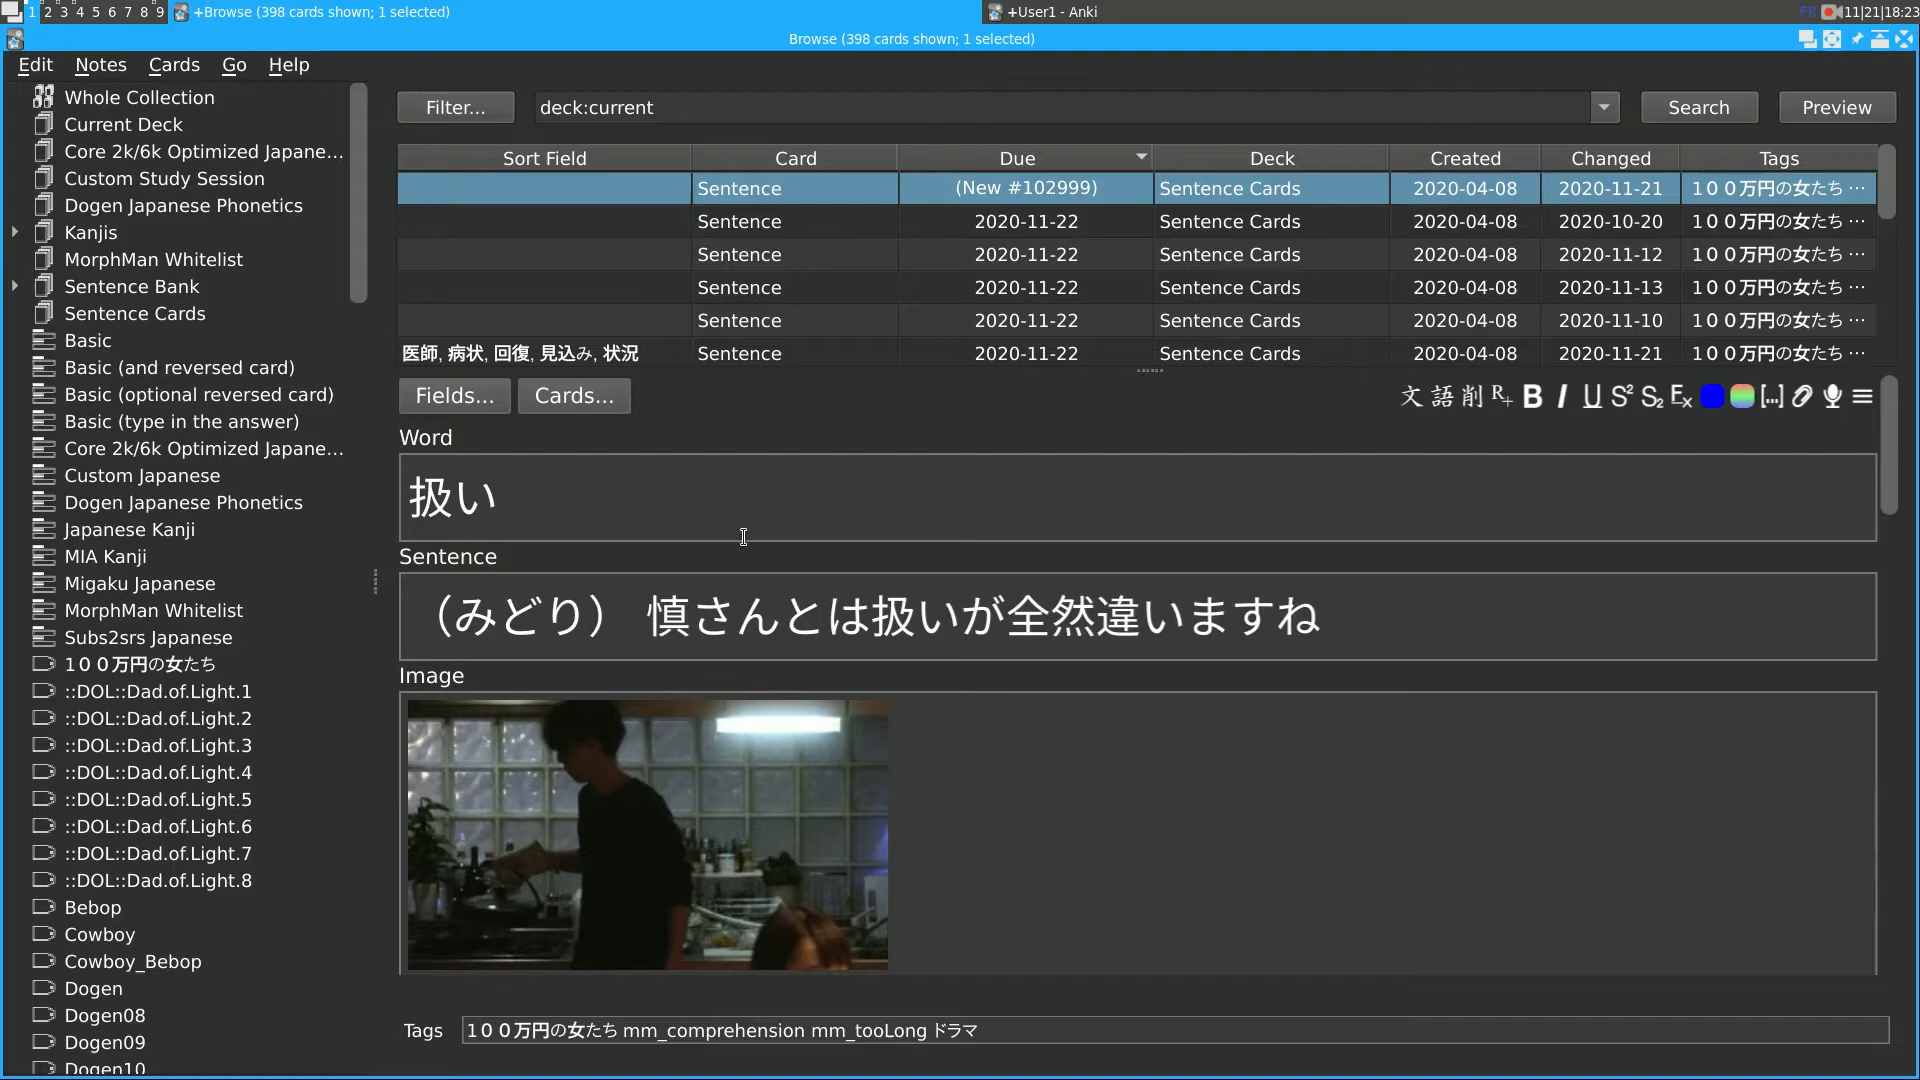 1 2 3 4 5 6 7 8 9 +Browse (398 cards shown; 1 selected) +User1 - Anki FR 11|21|18:23
Browse (398 cards shown; 1 selected)
Edit Notes Cards Go Help
Whole Collection
Current Deck
Core 2k/6k Optimized Japane...
Custom Study Session
Dogen Japanese Phonetics
Kanjis
MorphMan Whitelist
Sentence Bank
Sentence Cards
Basic
Basic (and reversed card)
Basic (optional reversed card)
Basic (type in the answer)
Core 2k/6k Optimized Japane...
Custom Japanese
Dogen Japanese Phonetics
Japanese Kanji
MIA Kanji
Migaku Japanese
MorphMan Whitelist
Subs2srs Japanese
１００万円の女たち
::DOL::Dad.of.Light.1
::DOL::Dad.of.Light.2
::DOL::Dad.of.Light.3
::DOL::Dad.of.Light.4
::DOL::Dad.of.Light.5
::DOL::Dad.of.Light.6
::DOL::Dad.of.Light.7
::DOL::Dad.of.Light.8
Bebop
Cowboy
Cowboy_Bebop
Dogen
Dogen08
Dogen09
Dogen10
Filter... deck:current Search Preview
Sort Field Card Due Deck Created Changed Tags
Sentence (New #102999) Sentence Cards 2020-04-08 2020-11-21 １００万円の女たち ...
Sentence 2020-11-22 Sentence Cards 2020-04-08 2020-10-20 １００万円の女たち ...
Sentence 2020-11-22 Sentence Cards 2020-04-08 2020-11-12 １００万円の女たち ...
Sentence 2020-11-22 Sentence Cards 2020-04-08 2020-11-13 １００万円の女たち ...
Sentence 2020-11-22 Sentence Cards 2020-04-08 2020-11-10 １００万円の女たち ...
医師, 病状, 回復, 見込み, 状況 Sentence 2020-11-22 Sentence Cards 2020-04-08 2020-11-21 １００万円の女たち ...
Fields... Cards... 文 語 削 R+ B I U S² S₂ Ex [...]
Word
扱い
Sentence
（みどり） 慎さんとは扱いが全然違いますね
Image
Tags １００万円の女たち mm_comprehension mm_tooLong ドラマ